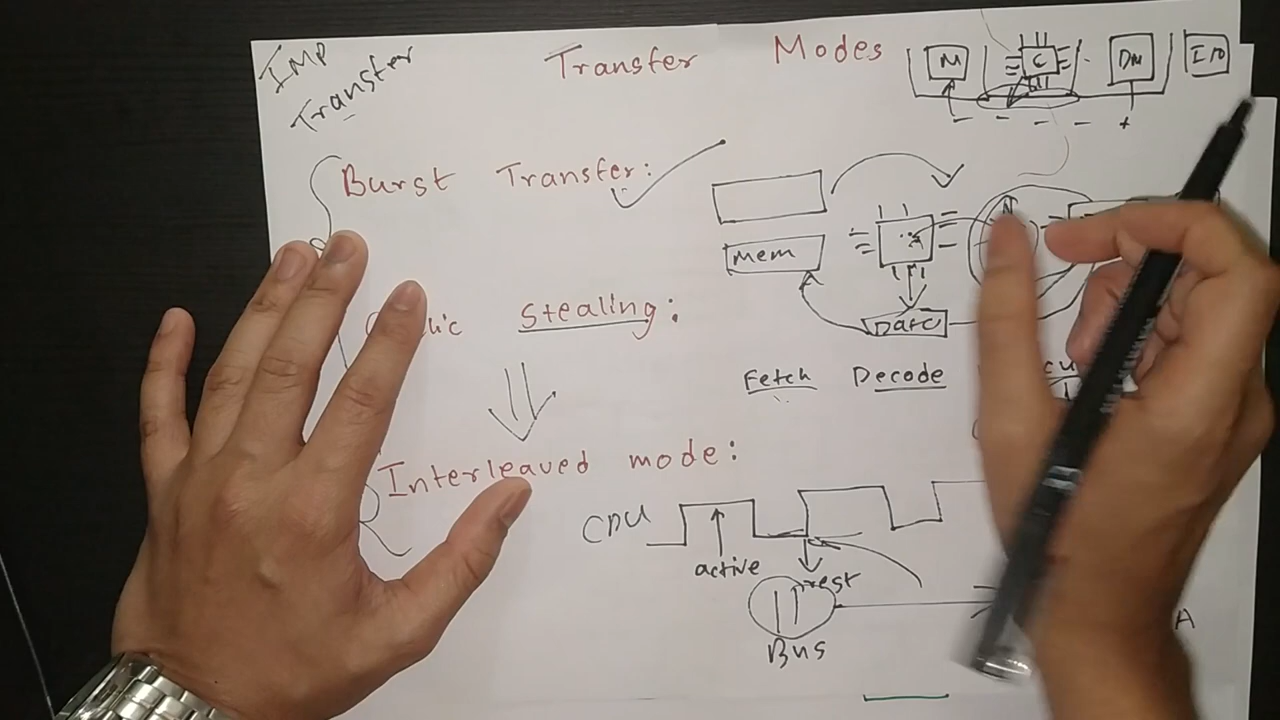 IMP
Transfer
Transfer Modes
M C DM I/O
Burst Transfer:
mem
Stealing:
Data
Fetch Decode
Interleaved mode:
CPU
active
rest
Bus
A